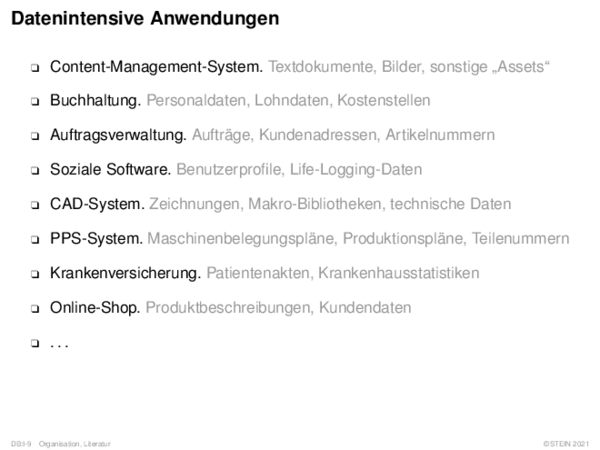 Datenintensive Anwendungen
❑ Content-Management-System. Textdokumente, Bilder, sonstige „Assets“
❑ Buchhaltung. Personaldaten, Lohndaten, Kostenstellen
❑ Auftragsverwaltung. Aufträge, Kundenadressen, Artikelnummern
❑ Soziale Software. Benutzerprofile, Life-Logging-Daten
❑ CAD-System. Zeichnungen, Makro-Bibliotheken, technische Daten
❑ PPS-System. Maschinenbelegungspläne, Produktionspläne, Teilenummern
❑ Krankenversicherung. Patientenakten, Krankenhausstatistiken
❑ Online-Shop. Produktbeschreibungen, Kundendaten
❑ . . .
DB:I-9 Organisation, Literatur ©STEIN 2021